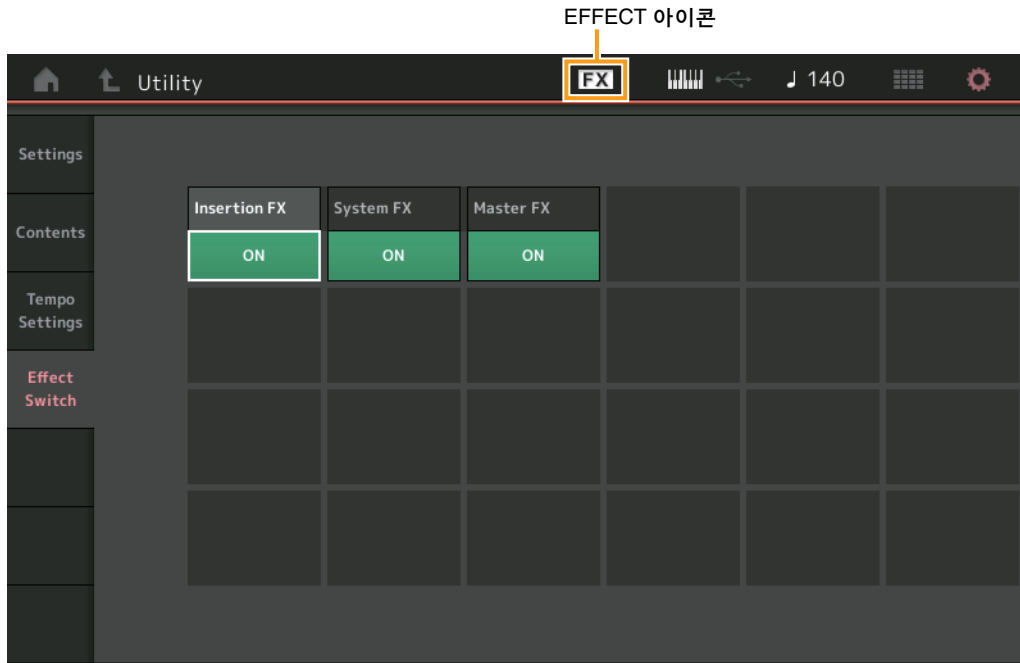 EFFECT 아이콘
Utility
FX
140
Settings
Contents
Tempo
Settings
Effect
Switch
Insertion FX
ON
System FX
ON
Master FX
ON